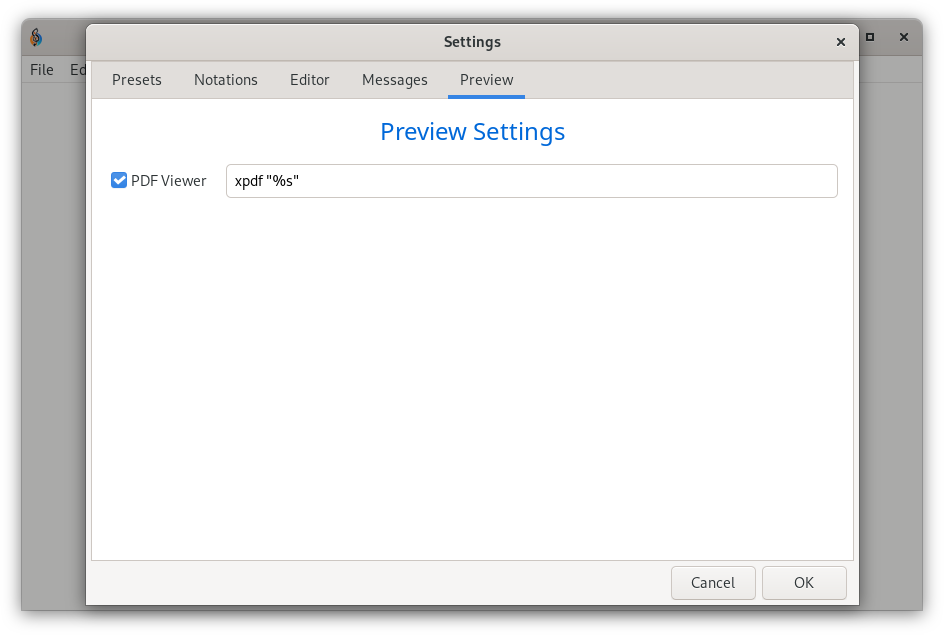 Settings
File Ed
Presets Notations Editor Messages Preview
Preview Settings
PDF Viewer xpdf "%s"
Cancel OK